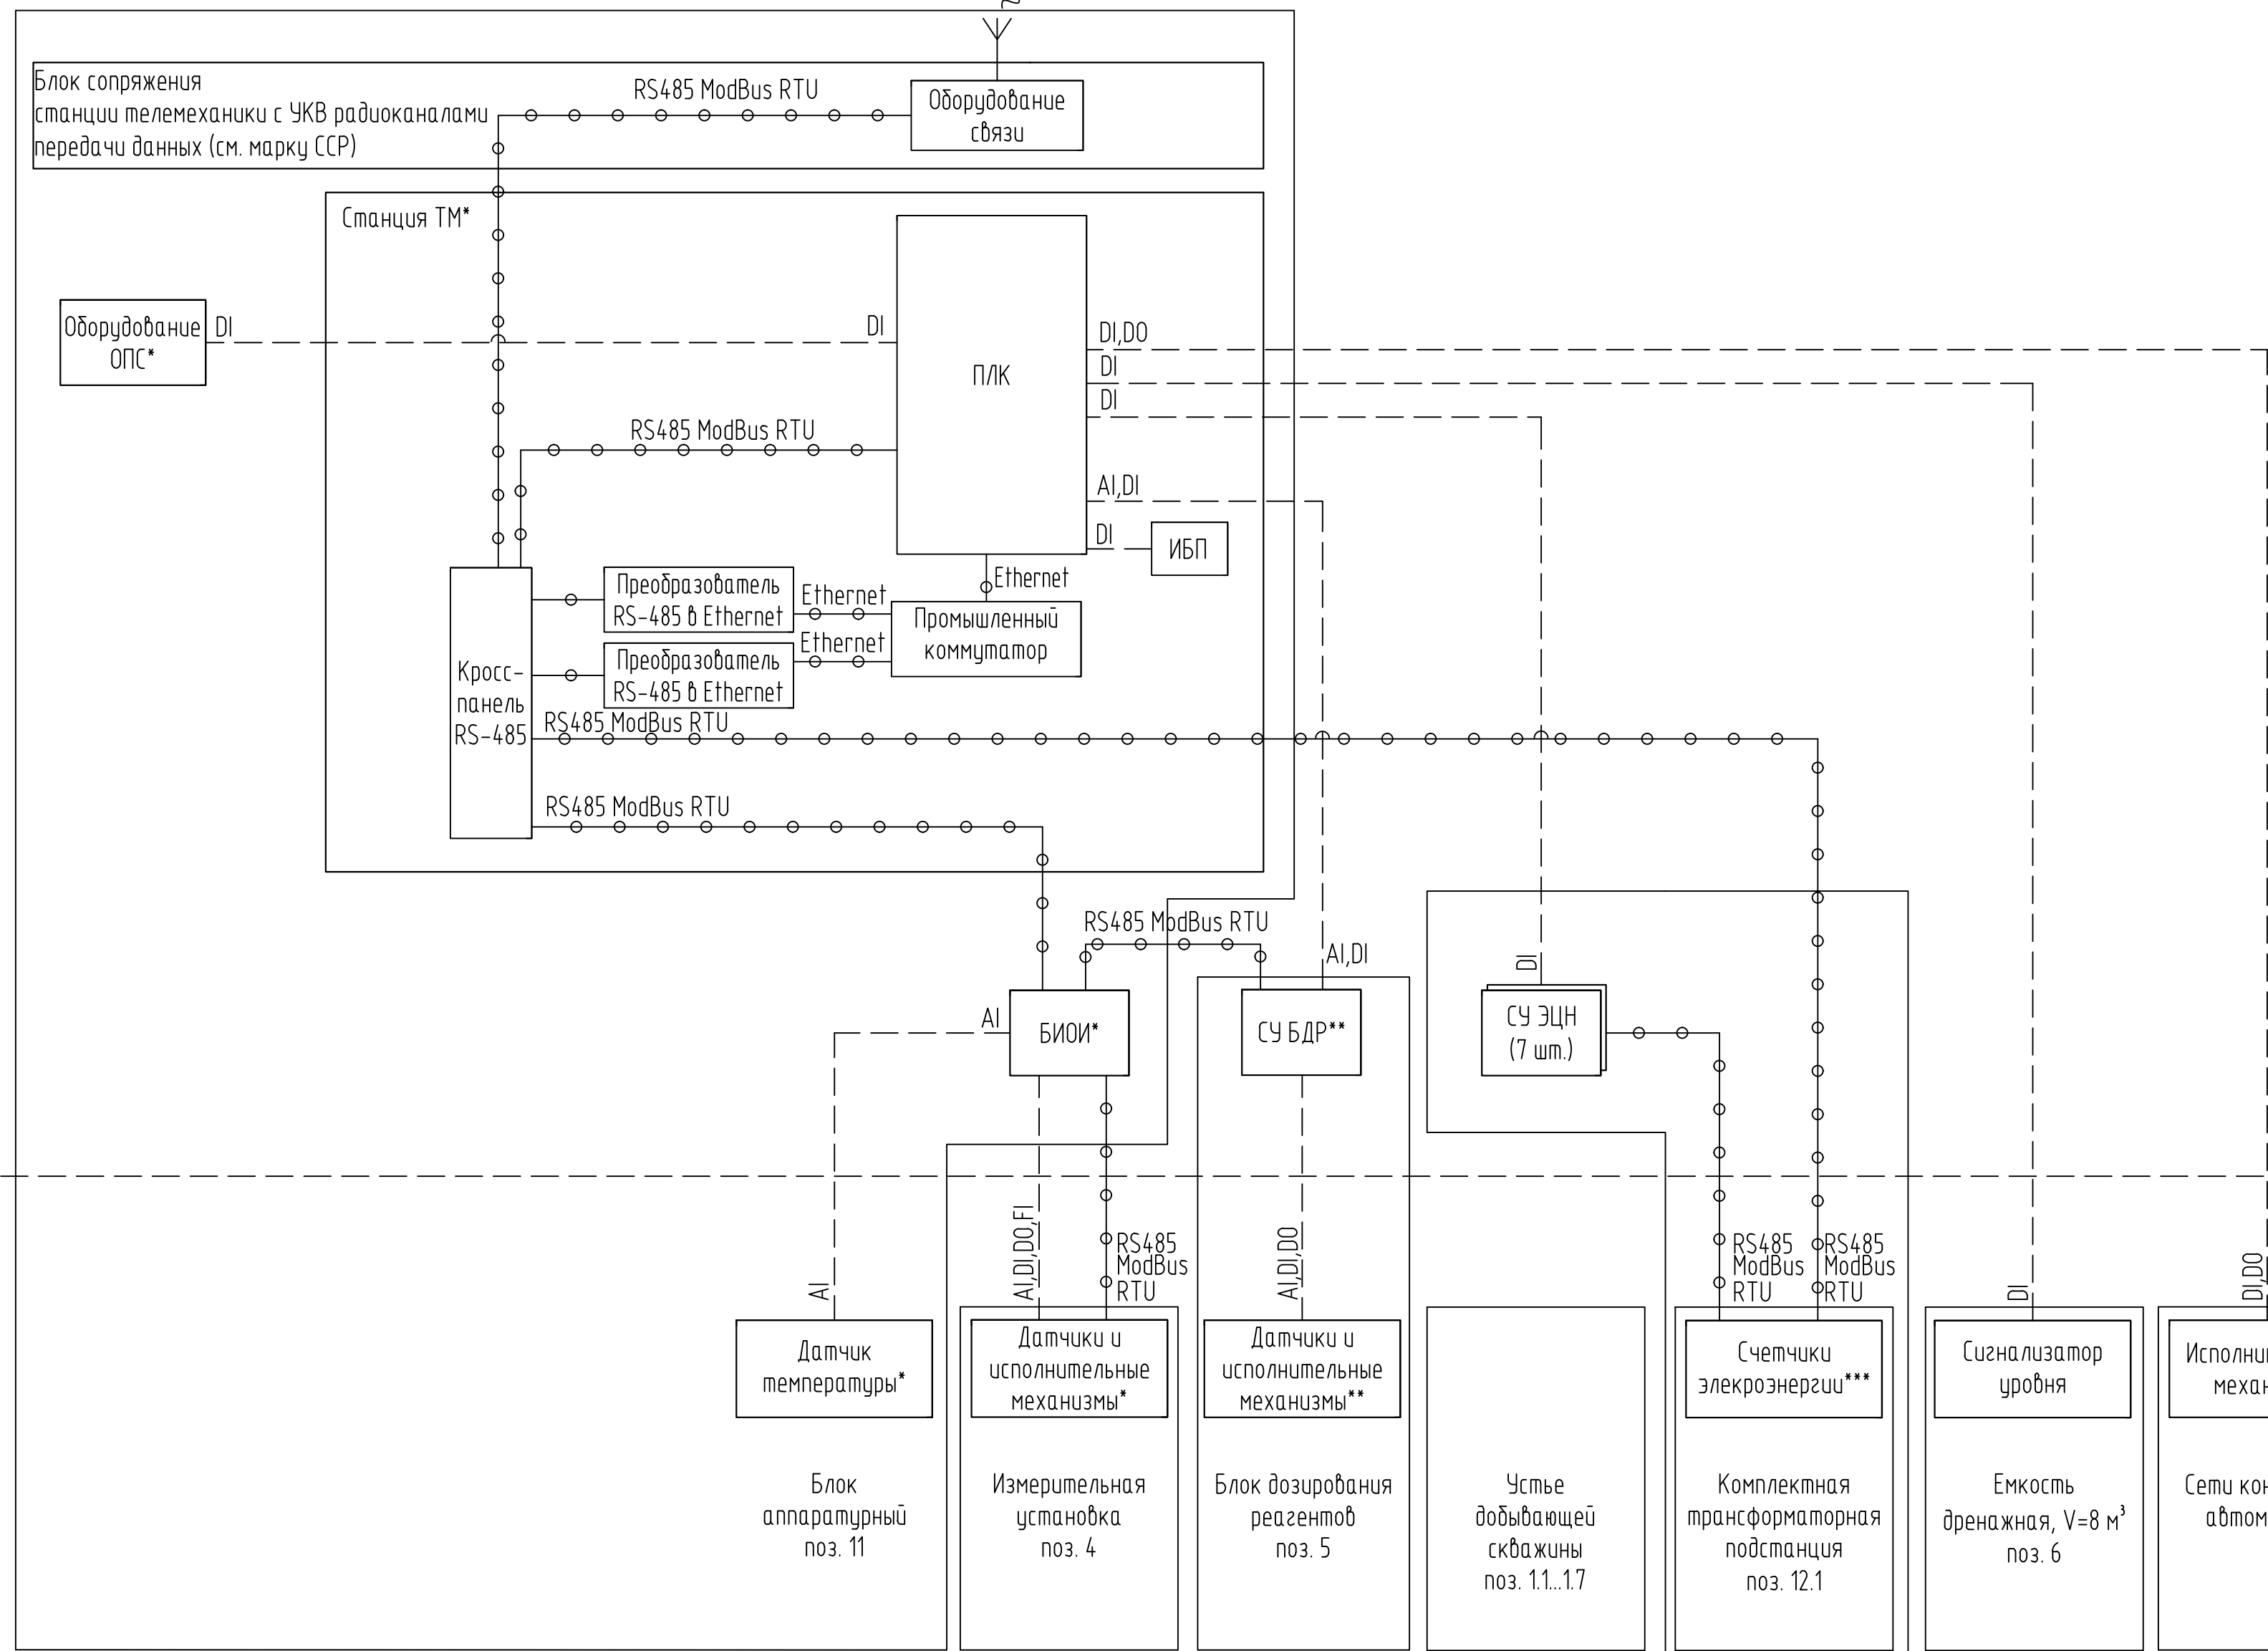 Блок сопряжения
станции телемеханики с УКВ радиоканалами
передачи данных (см. марку ССР)
RS485 ModBus RTU
Оборудование
связи
Станция ТМ*
Оборудование
ОПС*
DI
DI
ПЛК
DI,DO
DI
DI
AI,DI
DI
ИБП
RS485 ModBus RTU
Ethernet
Преобразователь
RS-485 в Ethernet
Ethernet
Промышленный
коммутатор
Ethernet
Преобразователь
RS-485 в Ethernet
Кросс-
панель
RS-485
RS485 ModBus RTU
RS485 ModBus RTU
RS485 ModBus RTU
AI,DI
DI
AI
БИОИ*
СУ БДР**
СУ ЭЦН
(7 шт.)
AI
AI,DI,DO,FI
RS485
ModBus
RTU
AI,DI,DO
RS485
ModBus
RTU
RS485
ModBus
RTU
DI
DI,DO
Датчик
температуры*
Датчики и
исполнительные
механизмы*
Датчики и
исполнительные
механизмы**
Счетчики
элекроэнергии***
Сигнализатор
уровня
Исполни
меха
Блок
аппаратурный
поз. 11
Измерительная
установка
поз. 4
Блок дозирования
реагентов
поз. 5
Устье
добывающей
скважины
поз. 1.1...1.7
Комплектная
трансформаторная
подстанция
поз. 12.1
Емкость
дренажная, V=8 м³
поз. 6
Сети кон
автом